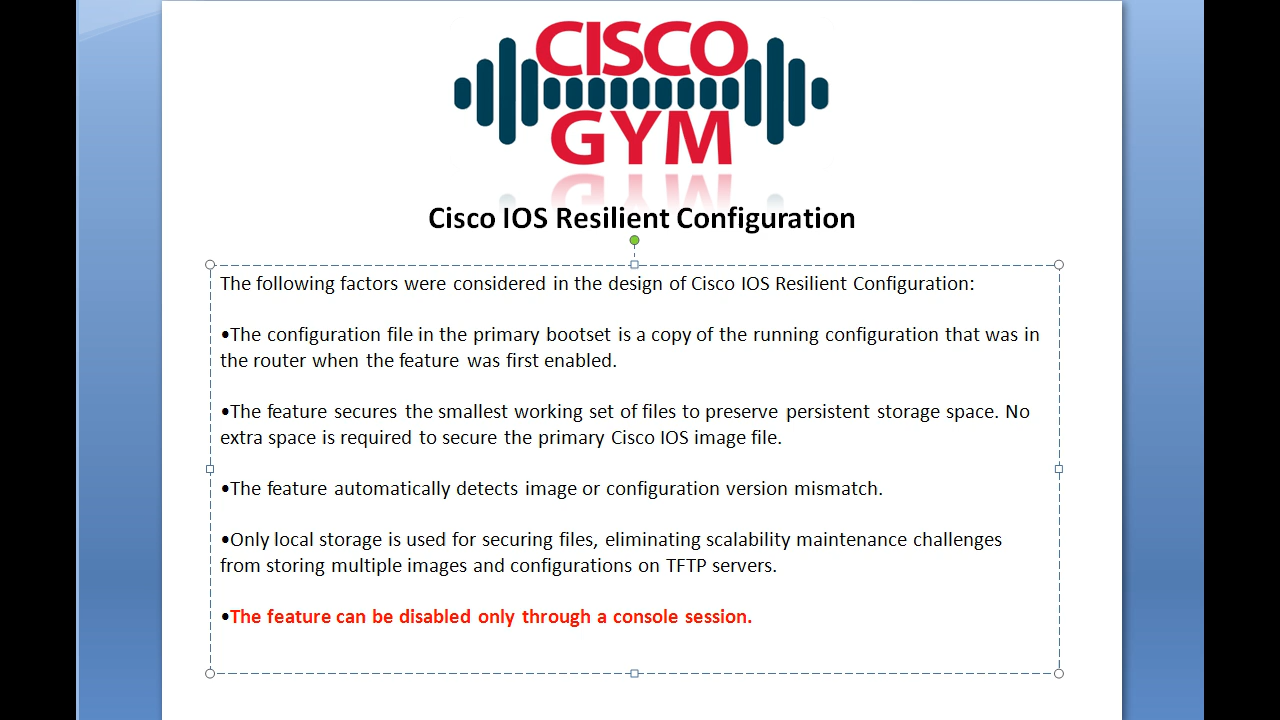 CISCO
GYM
Cisco IOS Resilient Configuration
The following factors were considered in the design of Cisco IOS Resilient Configuration:
•The configuration file in the primary bootset is a copy of the running configuration that was in
the router when the feature was first enabled.
•The feature secures the smallest working set of files to preserve persistent storage space. No
extra space is required to secure the primary Cisco IOS image file.
•The feature automatically detects image or configuration version mismatch.
•Only local storage is used for securing files, eliminating scalability maintenance challenges
from storing multiple images and configurations on TFTP servers.
•The feature can be disabled only through a console session.